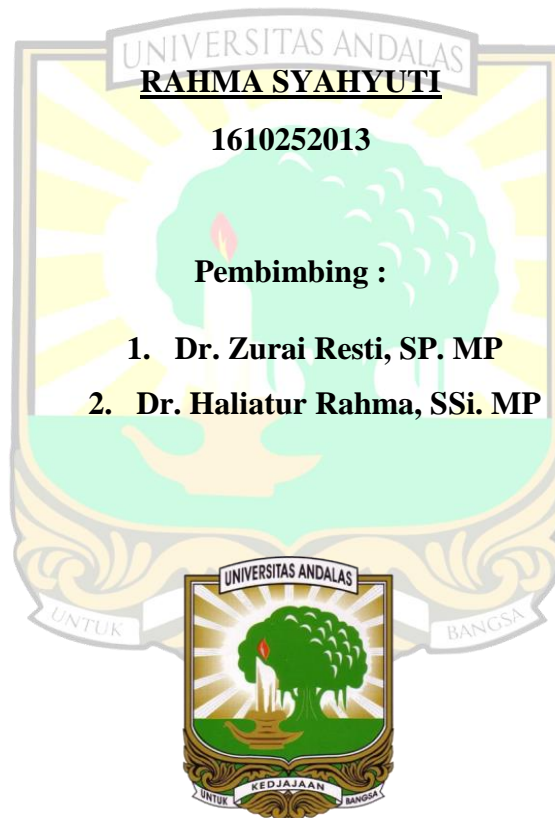 UNIVERSITAS ANDALAS
RAHMA SYAHYUTI
1610252013
Pembimbing :
1. Dr. Zurai Resti, SP. MP
2. Dr. Haliatur Rahma, SSi. MP
UNTUK BANGSA
UNIVERSITAS ANDALAS
UNTUK KEDJAJAAN BANGSA